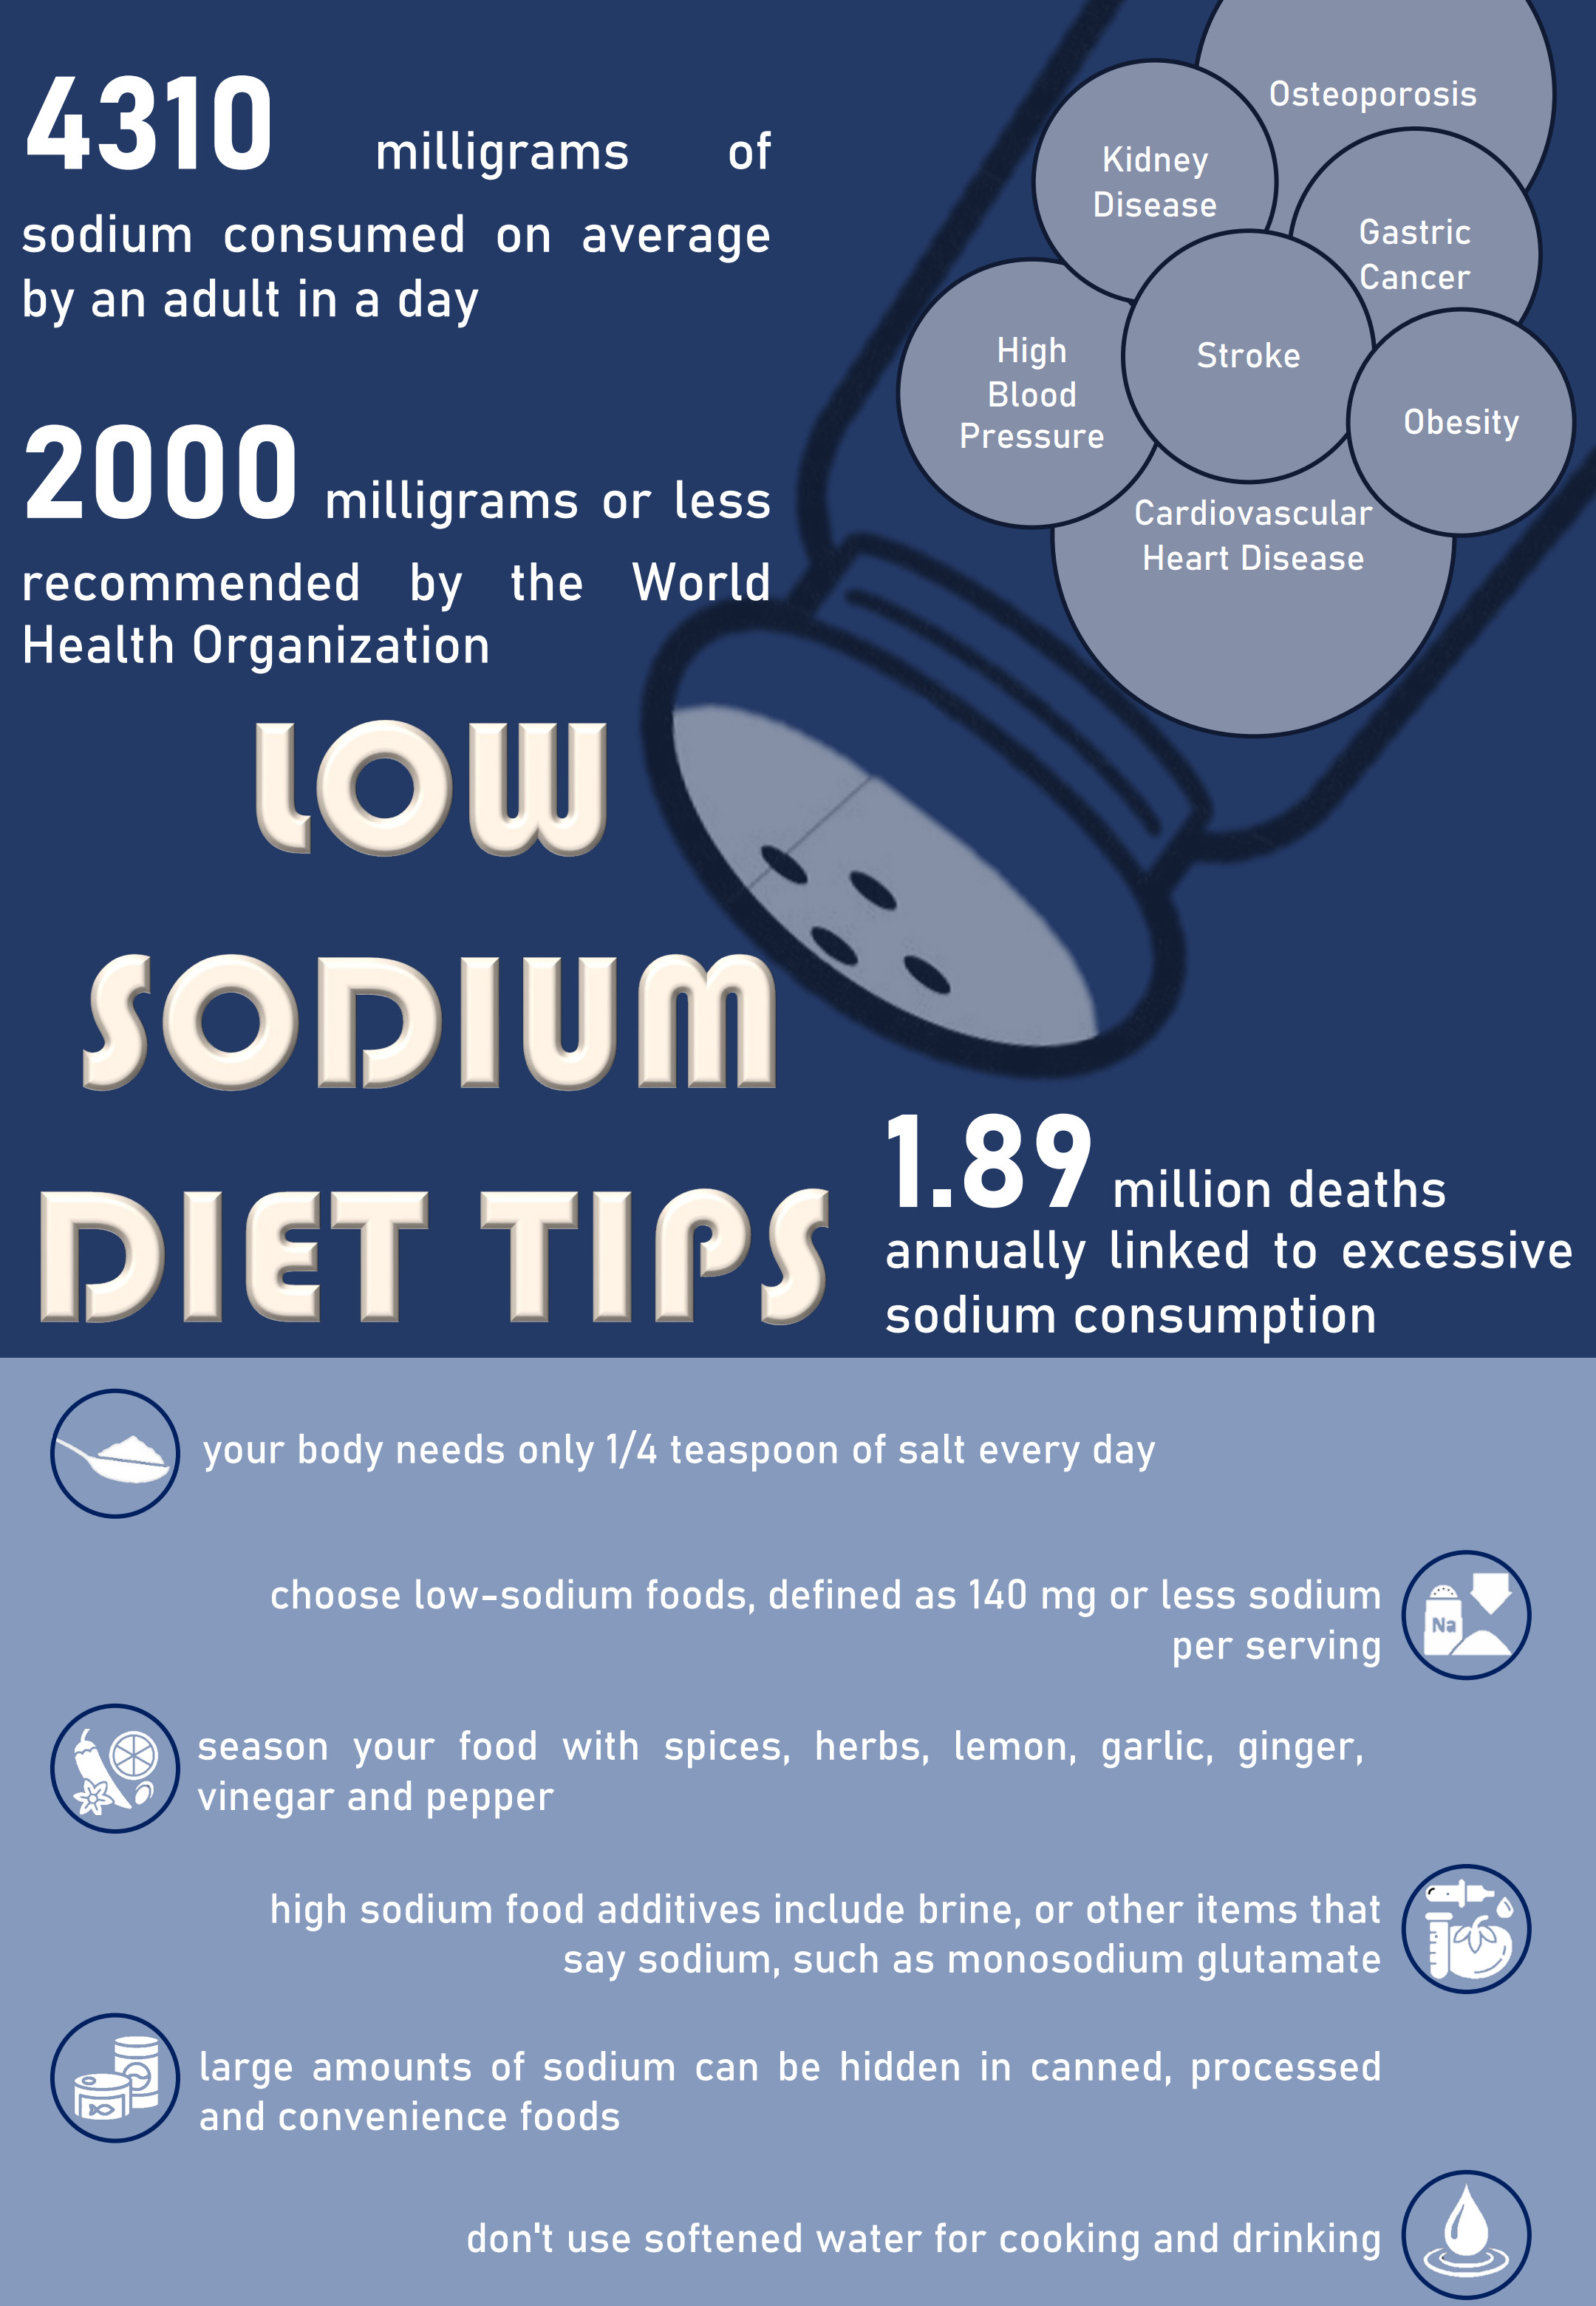 4310 milligrams of
sodium consumed on average
by an adult in a day
2000 milligrams or less
recommended by the World
Health Organization
Osteoporosis
Kidney
Disease
Gastric
Cancer
High
Blood
Pressure
Stroke
Obesity
Cardiovascular
Heart Disease
LOW
SODIUM
DIET TIPS
1.89 million deaths
annually linked to excessive
sodium consumption
your body needs only 1/4 teaspoon of salt every day
choose low-sodium foods, defined as 140 mg or less sodium
per serving
Na
season your food with spices, herbs, lemon, garlic, ginger,
vinegar and pepper
high sodium food additives include brine, or other items that
say sodium, such as monosodium glutamate
large amounts of sodium can be hidden in canned, processed
and convenience foods
don't use softened water for cooking and drinking